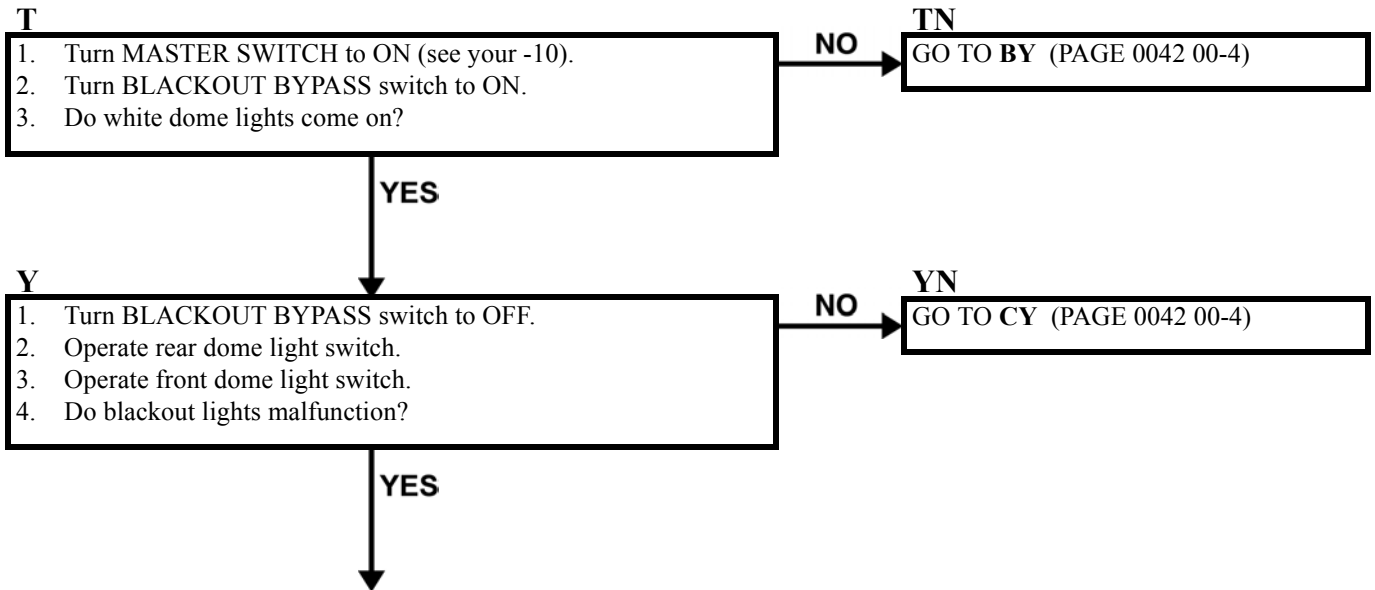 T
1. Turn MASTER SWITCH to ON (see your -10).
2. Turn BLACKOUT BYPASS switch to ON.
3. Do white dome lights come on?
NO
TN
GO TO BY (PAGE 0042 00-4)
YES
Y
1. Turn BLACKOUT BYPASS switch to OFF.
2. Operate rear dome light switch.
3. Operate front dome light switch.
4. Do blackout lights malfunction?
NO
YN
GO TO CY (PAGE 0042 00-4)
YES